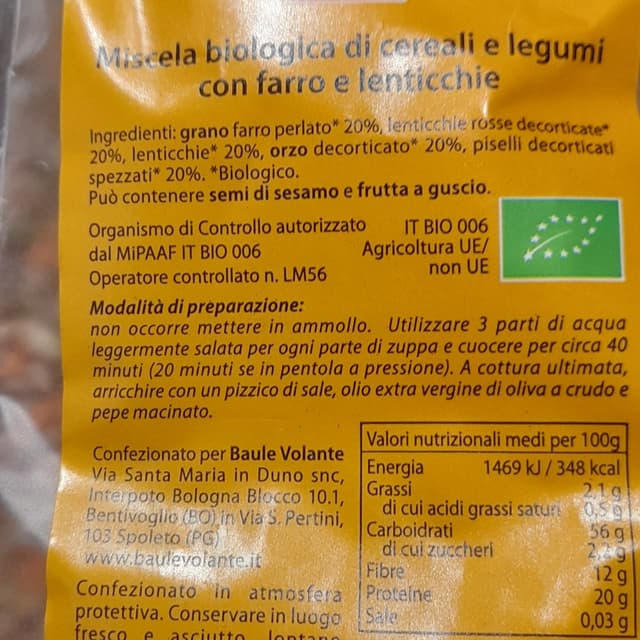 Miscela biologica di cereali e legumi
con farro e lenticchie
Ingredienti: grano farro perlato* 20%, lenticchie rosse decorticate*
20%, lenticchie* 20%, orzo decorticato* 20%, piselli decorticati
spezzati* 20%. *Biologico.
Può contenere semi di sesamo e frutta a guscio.
Organismo di Controllo autorizzato
dal MiPAAF IT BIO 006
Operatore controllato n. LM56
IT BIO 006
Agricoltura UE/
non UE
Modalità di preparazione:
non occorre mettere in ammollo. Utilizzare 3 parti di acqua
leggermente salata per ogni parte di zuppa e cuocere per circa 40
minuti (20 minuti se in pentola a pressione). A cottura ultimata,
arricchire con un pizzico di sale, olio extra vergine di oliva a crudo e
pepe macinato.
Confezionato per Baule Volante
Via Santa Maria in Duno snc,
Interpoto Bologna Blocco 10.1,
Bentivoglio (BO) in Via S. Pertini,
103 Spoleto (PG)
www.baulevolante.it
Confezionato in atmosfera
protettiva. Conservare in luogo
fresco e asciutto lontano
Valori nutrizionali medi per 100g
Energia 1469 kJ / 348 kcal
Grassi 2,1 g
di cui acidi grassi saturi 0,5 g
Carboidrati 56 g
di cui zuccheri
Fibre 12 g
Proteine 20 g
Sale 0,03 g